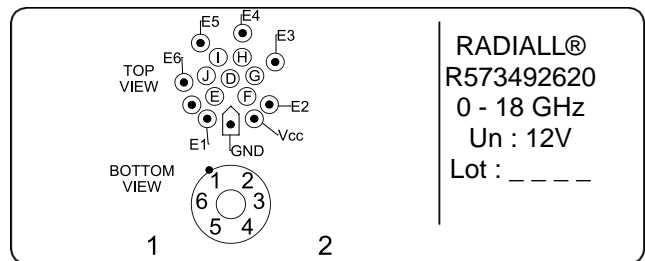 E4
E5
E3
I H
E6
TOP VIEW
J D G
E F
E2
E1
GND
Vcc
BOTTOM VIEW
1 2
6 3
5 4
1 2
RADIALL®
R573492620
0 - 18 GHz
Un : 12V
Lot : _ _ _ _